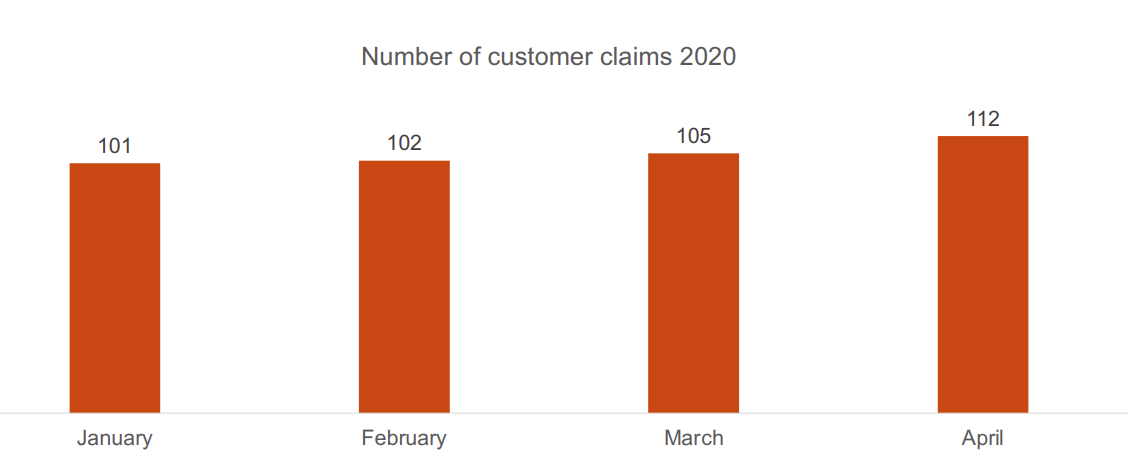 Number of customer claims 2020
101
102
105
112
January
February
March
April